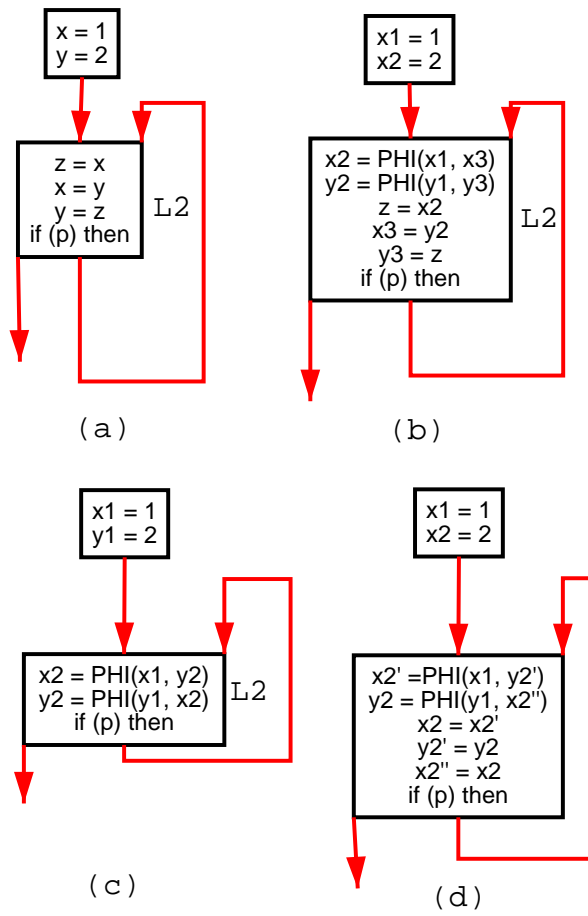 x = 1
y = 2
z = x
x = y
y = z
if (p) then
L2
(a)
x1 = 1
x2 = 2
x2 = PHI(x1, x3)
y2 = PHI(y1, y3)
z = x2
x3 = y2
y3 = z
if (p) then
L2
(b)
x1 = 1
y1 = 2
x2 = PHI(x1, y2)
y2 = PHI(y1, x2)
if (p) then
L2
(c)
x1 = 1
x2 = 2
x2' =PHI(x1, y2')
y2 = PHI(y1, x2'')
x2 = x2'
y2' = y2
x2'' = x2
if (p) then
(d)